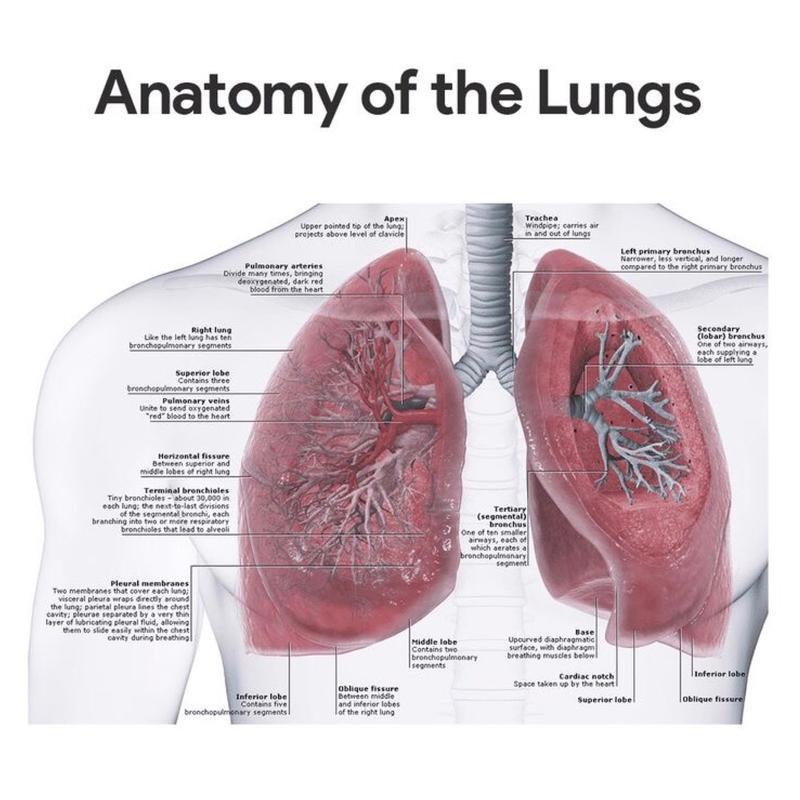 Anatomy of the Lungs
Apex
Upper pointed tip of the lung;
projects above level of clavicle
Trachea
Windpipe; carries air
in and out of lungs
Left primary bronchus
Narrower, less vertical, and longer
compared to the right primary bronchus
Pulmonary arteries
Divide many times, bringing
deoxygenated, dark red
blood from the heart
Right lung
Like the left lung has ten
bronchopulmonary segments
Secondary
(lobar) bronchus
One of two airways,
each supplying a
lobe of left lung
Superior lobe
Contains three
bronchopulmonary segments
Pulmonary veins
Unite to send oxygenated
"red" blood to the heart
Horizontal fissure
Between superior and
middle lobes of right lung
Terminal bronchioles
Tiny bronchioles – about 30,000 in
each lung; the next-to-last divisions
of the segmental bronchi, each
branching into two or more respiratory
bronchioles that lead to alveoli
Tertiary
(segmental)
bronchus
One of ten smaller
airways, each of
which aerates a
bronchopulmonary
segment
Pleural membranes
Two membranes that cover each lung;
visceral pleura wraps directly around
the lung; parietal pleura lines the chest
cavity; pleurae separated by a very thin
layer of lubricating pleural fluid, allowing
them to slide easily within the chest
cavity during breathing
Middle lobe
Contains two
bronchopulmonary
segments
Base
Upcurved diaphragmatic
surface, with diaphragm
breathing muscles below
Cardiac notch
Space taken up by the heart
Inferior lobe
Inferior lobe
Contains five
bronchopulmonary segments
Oblique fissure
Between middle
and inferior lobes
of the right lung
Superior lobe
Oblique fissure